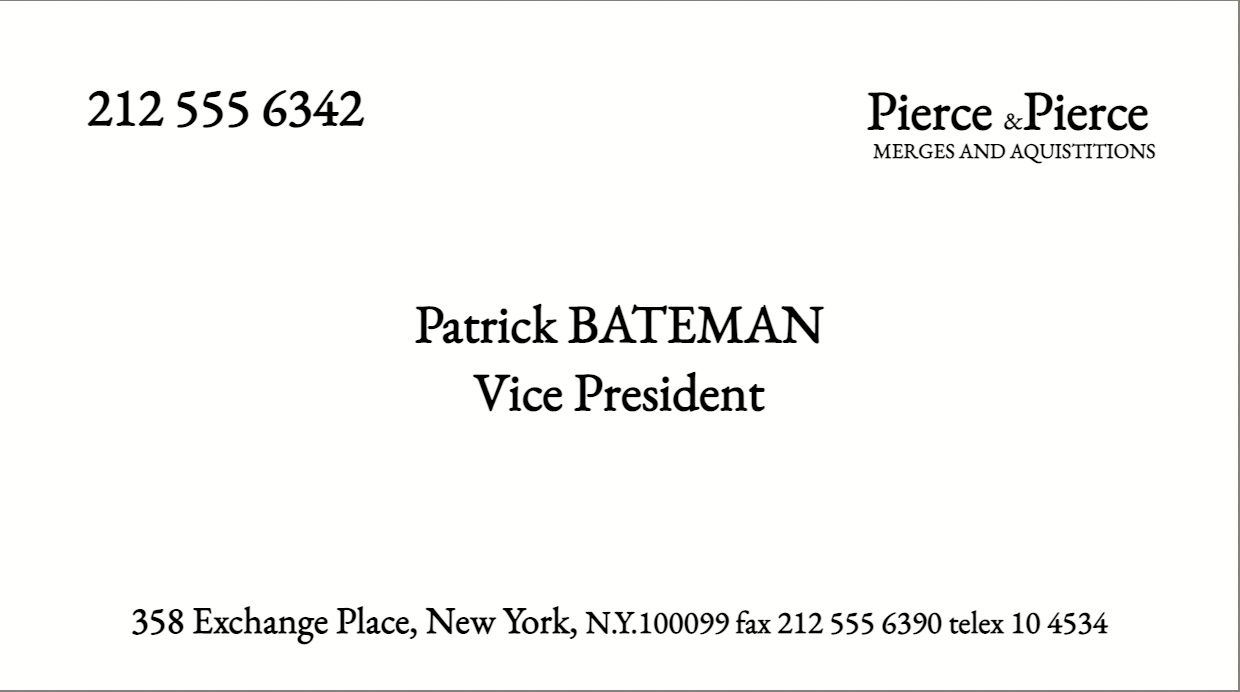 212 555 6342
Pierce &Pierce
MERGES AND AQUISTITIONS
Patrick BATEMAN
Vice President
358 Exchange Place, New York, N.Y.100099 fax 212 555 6390 telex 10 4534